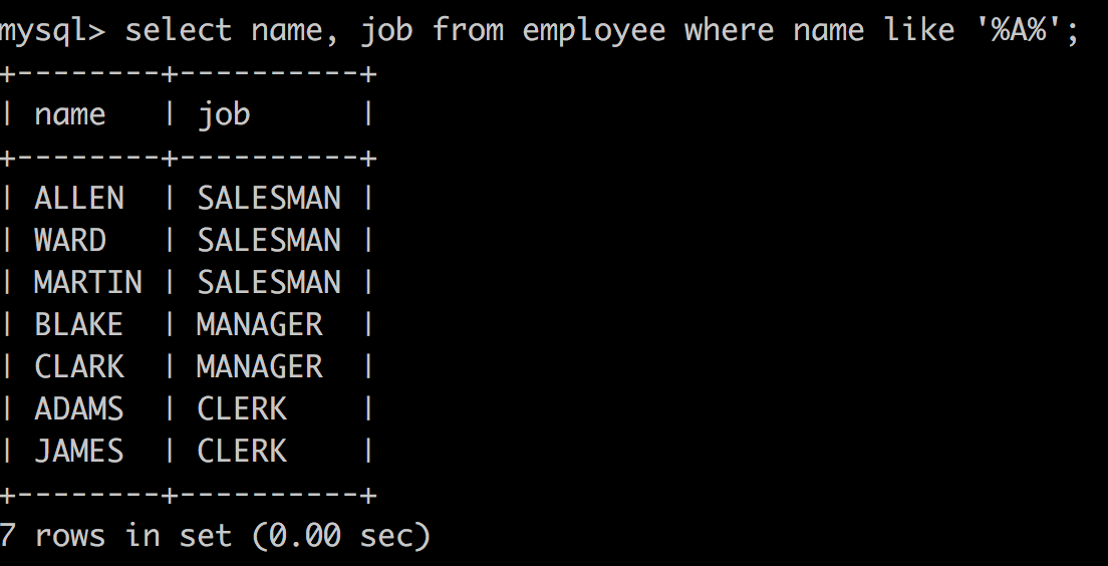 mysql> select name, job from employee where name like '%A%';
+--------+----------+
| name   | job      |
+--------+----------+
| ALLEN  | SALESMAN |
| WARD   | SALESMAN |
| MARTIN | SALESMAN |
| BLAKE  | MANAGER  |
| CLARK  | MANAGER  |
| ADAMS  | CLERK    |
| JAMES  | CLERK    |
+--------+----------+
7 rows in set (0.00 sec)